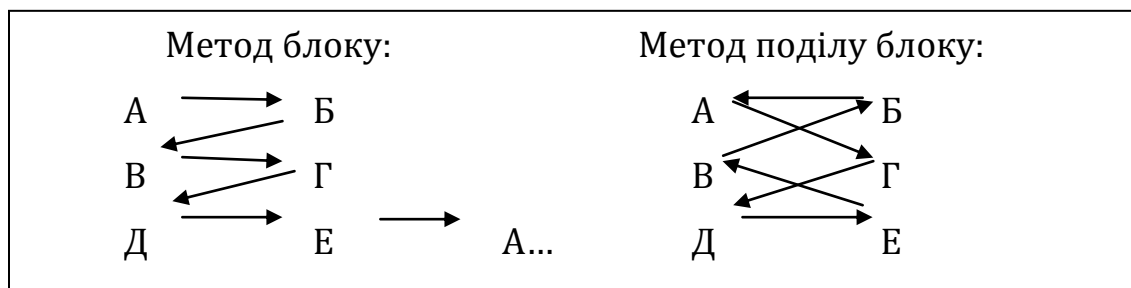 Метод блоку: Метод поділу блоку:
А Б А Б
В Г В Г
Д Е А... Д Е